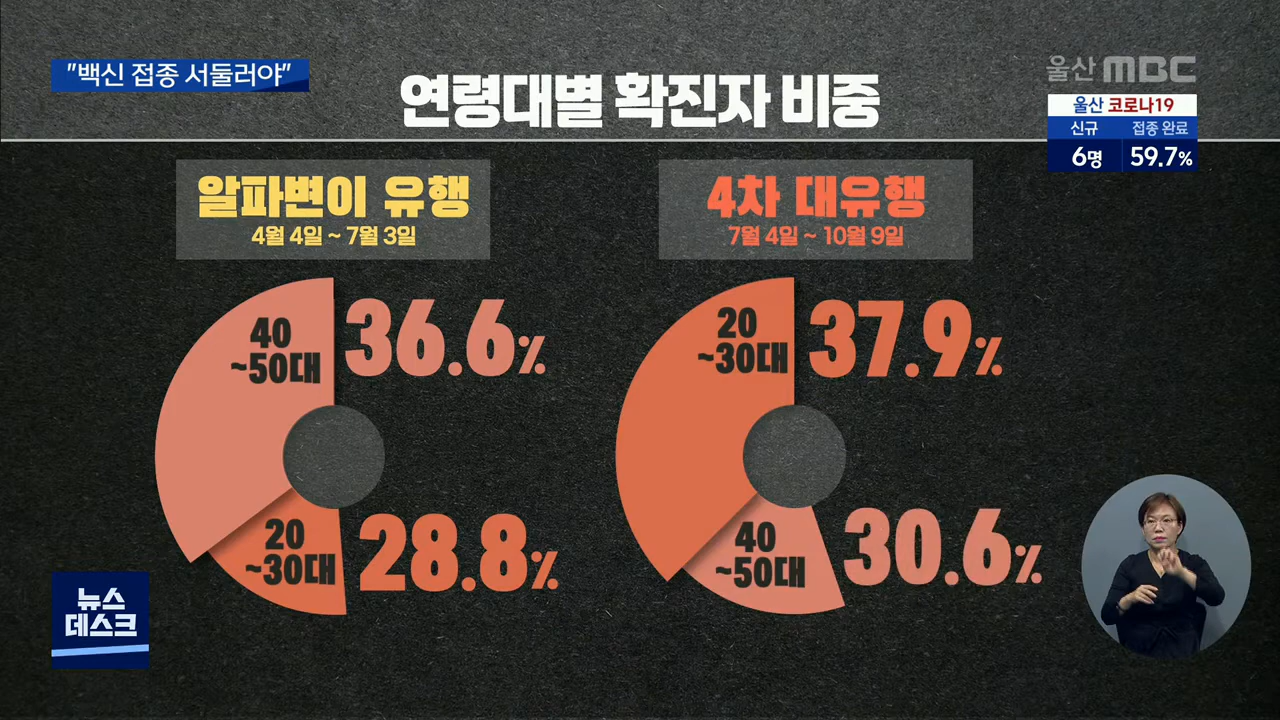 "백신 접종 서둘러야"
연령대별 확진자 비중
울산 MBC
울산 코로나19
신규 접종 완료
6명 59.7%
알파변이 유행
4월 4일 ~ 7월 3일
40
~50대
36.6%
20
~30대
28.8%
4차 대유행
7월 4일 ~ 10월 9일
20
~30대
37.9%
40
~50대
30.6%
뉴스
데스크